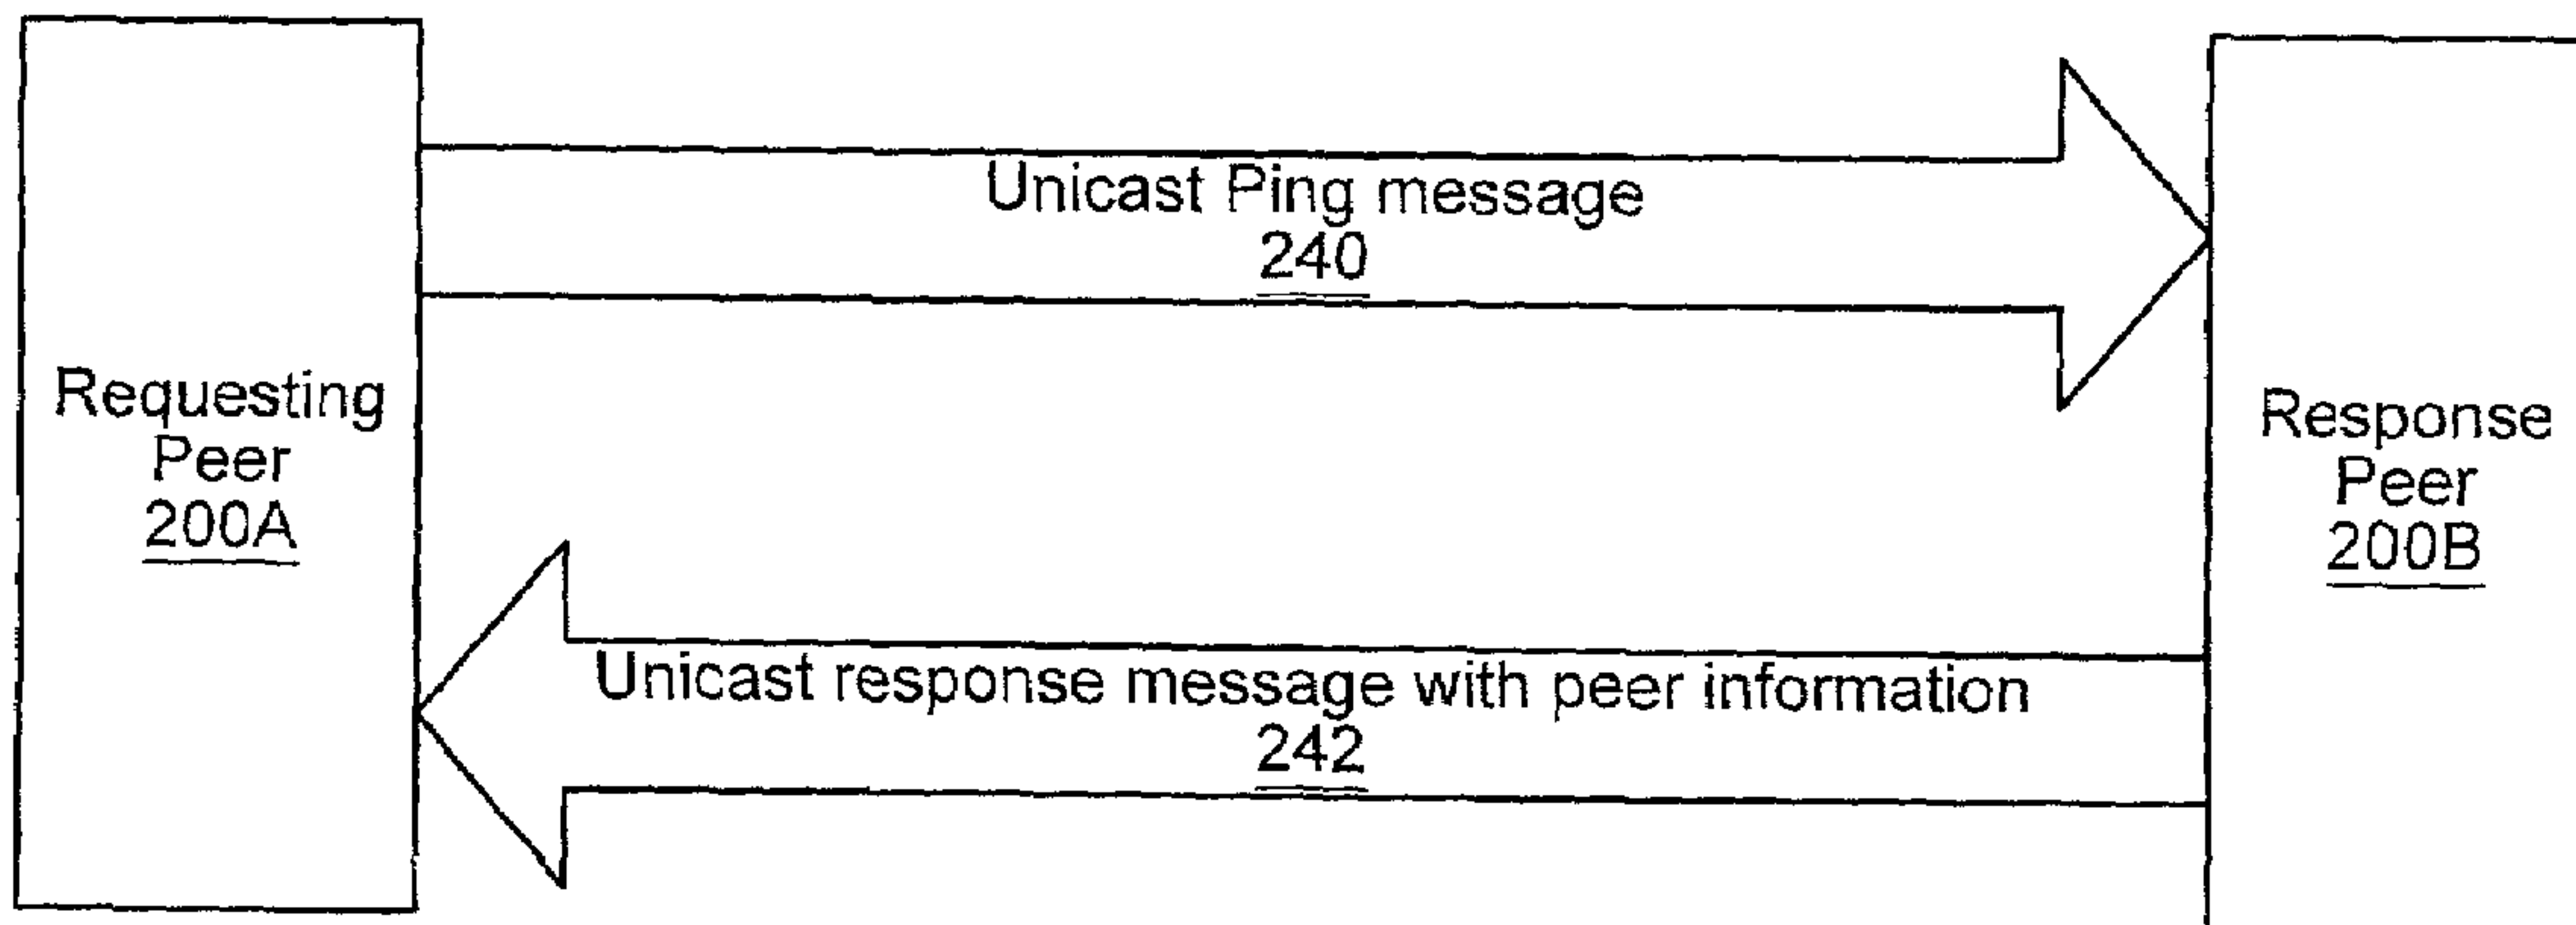 Unicast Ping message
240
Requesting
Peer
200A
Response
Peer
200B
Unicast response message with peer information
242